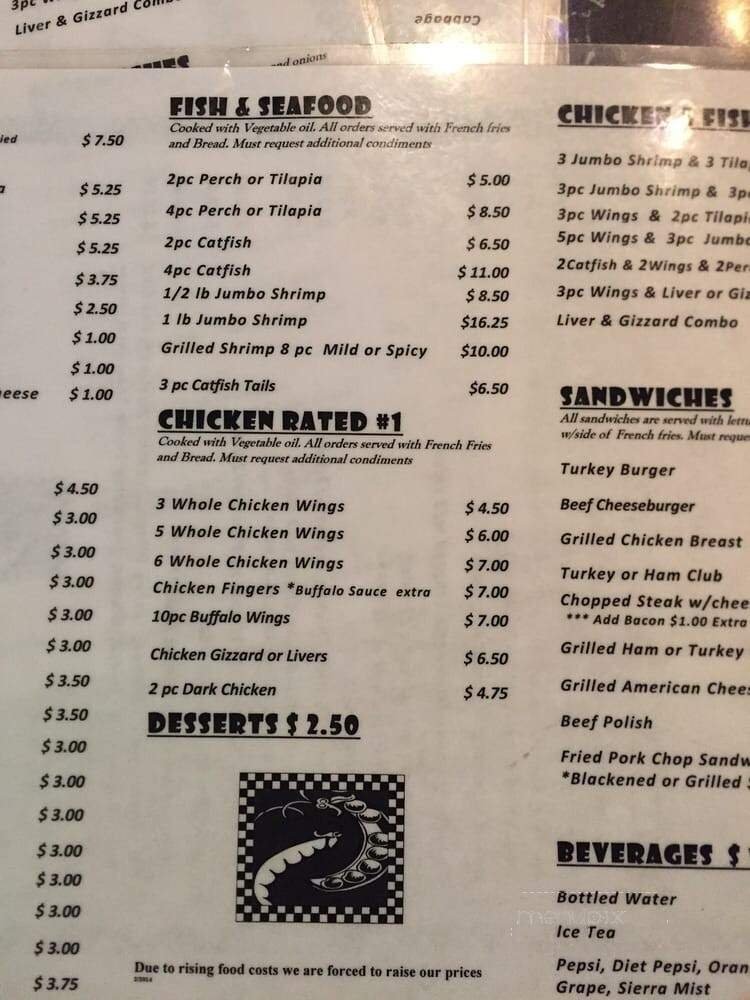 3pc
Liver & Gizzard
Cabbage
and onions
$ 7.50
$ 5.25
$ 5.25
$ 5.25
$ 3.75
$ 2.50
$ 1.00
$ 1.00
$ 1.00
$ 4.50
$ 3.00
$ 3.00
$ 3.00
$ 3.00
$ 3.00
$ 3.50
$ 3.50
$ 3.00
$ 3.00
$ 3.00
$ 3.00
$ 3.00
$ 3.00
$ 3.00
$ 3.75
FISH & SEAFOOD
Cooked with Vegetable oil. All orders served with French fries
and Bread. Must request additional condiments
2pc Perch or Tilapia $ 5.00
4pc Perch or Tilapia $ 8.50
2pc Catfish $ 6.50
4pc Catfish $ 11.00
1/2 lb Jumbo Shrimp $ 8.50
1 lb Jumbo Shrimp $16.25
Grilled Shrimp 8 pc Mild or Spicy $10.00
3 pc Catfish Tails $6.50
CHICKEN RATED #1
Cooked with Vegetable oil. All orders served with French Fries
and Bread. Must request additional condiments
3 Whole Chicken Wings $ 4.50
5 Whole Chicken Wings $ 6.00
6 Whole Chicken Wings $ 7.00
Chicken Fingers *Buffalo Sauce extra $ 7.00
10pc Buffalo Wings $ 7.00
Chicken Gizzard or Livers $ 6.50
2 pc Dark Chicken $ 4.75
DESSERTS $ 2.50
Due to rising food costs we are forced to raise our prices
2/2014
CHICKEN & FISH
3 Jumbo Shrimp & 3
3pc Jumbo Shrimp &
3pc Wings & 2pc
5pc Wings & 3pc
2Catfish & 2Wings &
3pc Wings & Liver or
Liver & Gizzard Combo
SANDWICHES
All sandwiches are served with
w/side of French fries. Must
Turkey Burger
Beef Cheeseburger
Grilled Chicken Breast
Turkey or Ham Club
Chopped Steak
*** Add Bacon $1.00 Extra
Grilled Ham or Turkey
Grilled American
Beef Polish
Fried Pork Chop
*Blackened or Grilled
BEVERAGES $
Bottled Water
Ice Tea
Pepsi, Diet Pepsi,
Grape, Sierra Mist
menupix